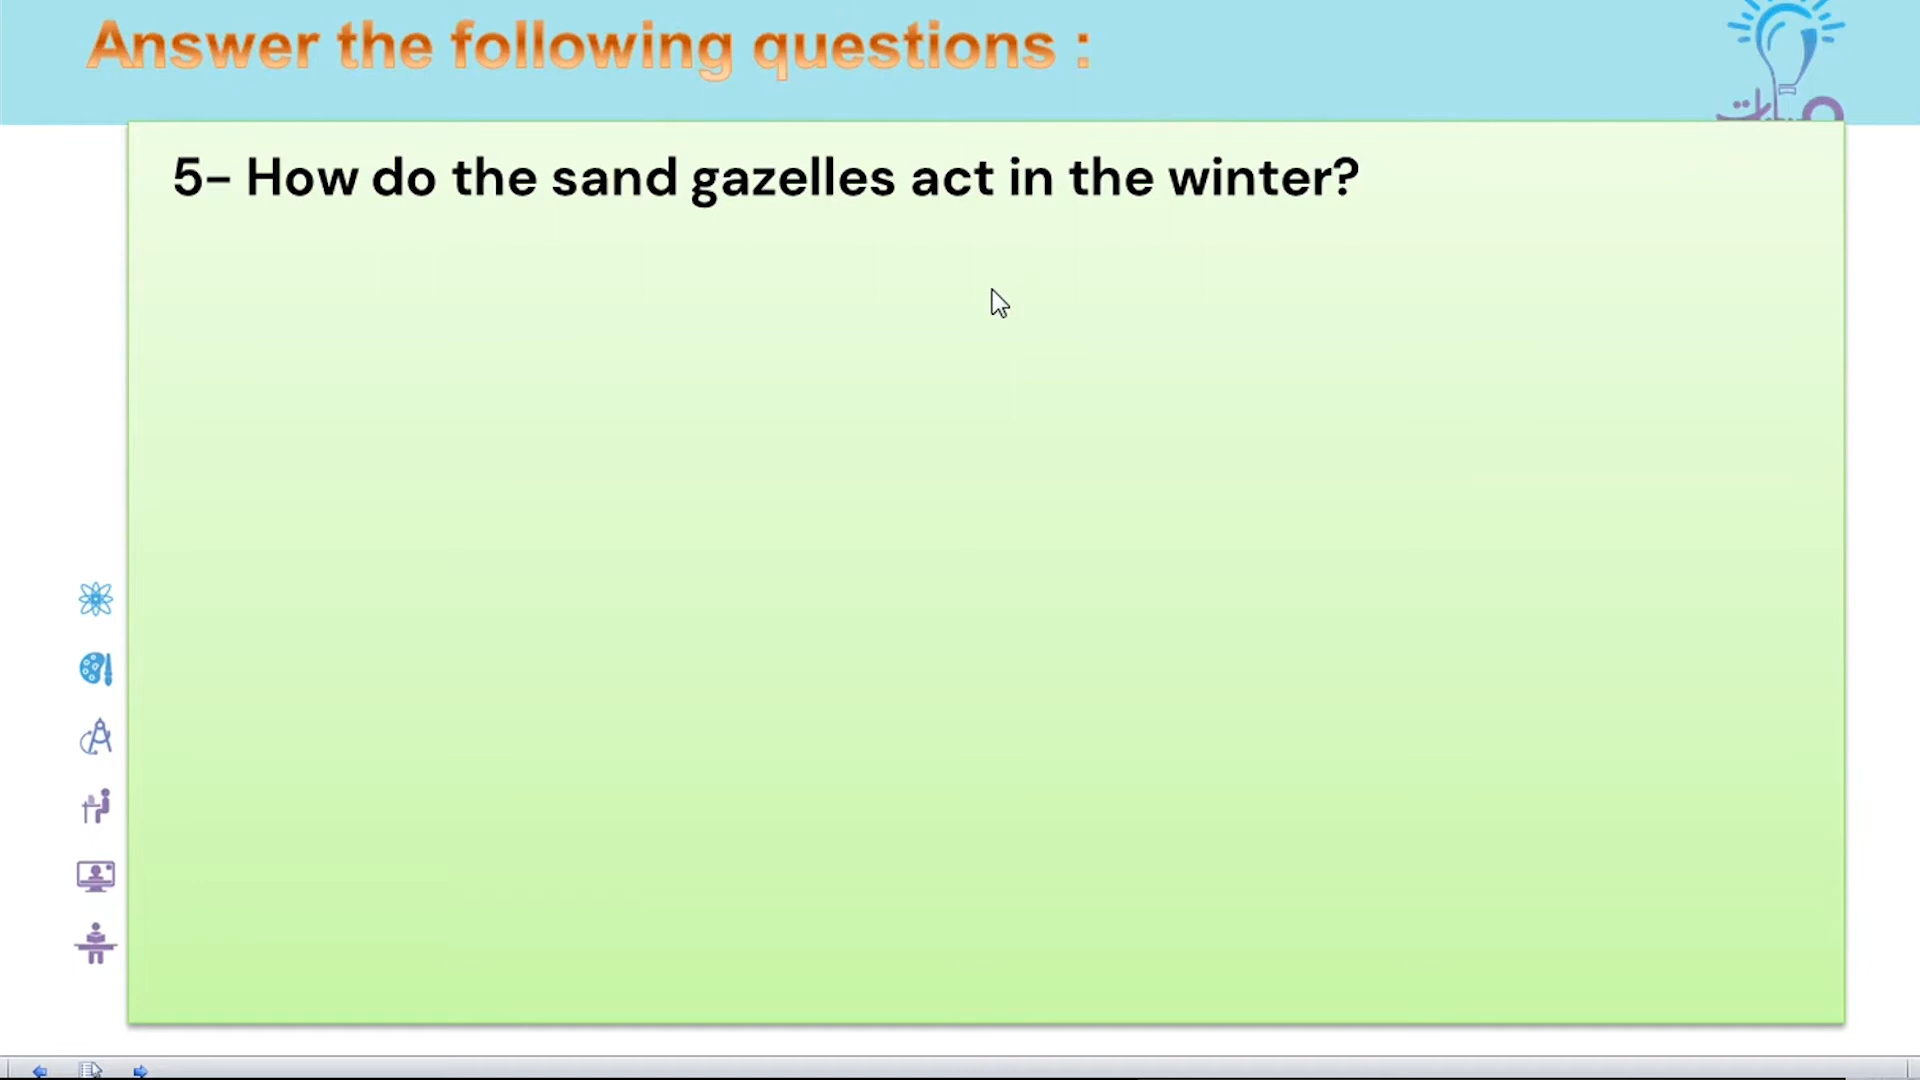 Answer the following questions :
5- How do the sand gazelles act in the winter?